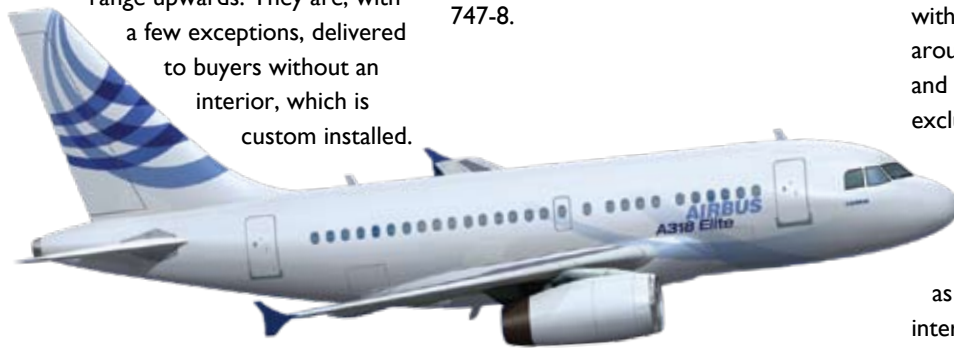 range upwards. They are, with
a few exceptions, delivered
to buyers without an
interior, which is
custom installed.
747-8.
with
arou
and
exclu
as
inter
AIRBUS
A318 Elite